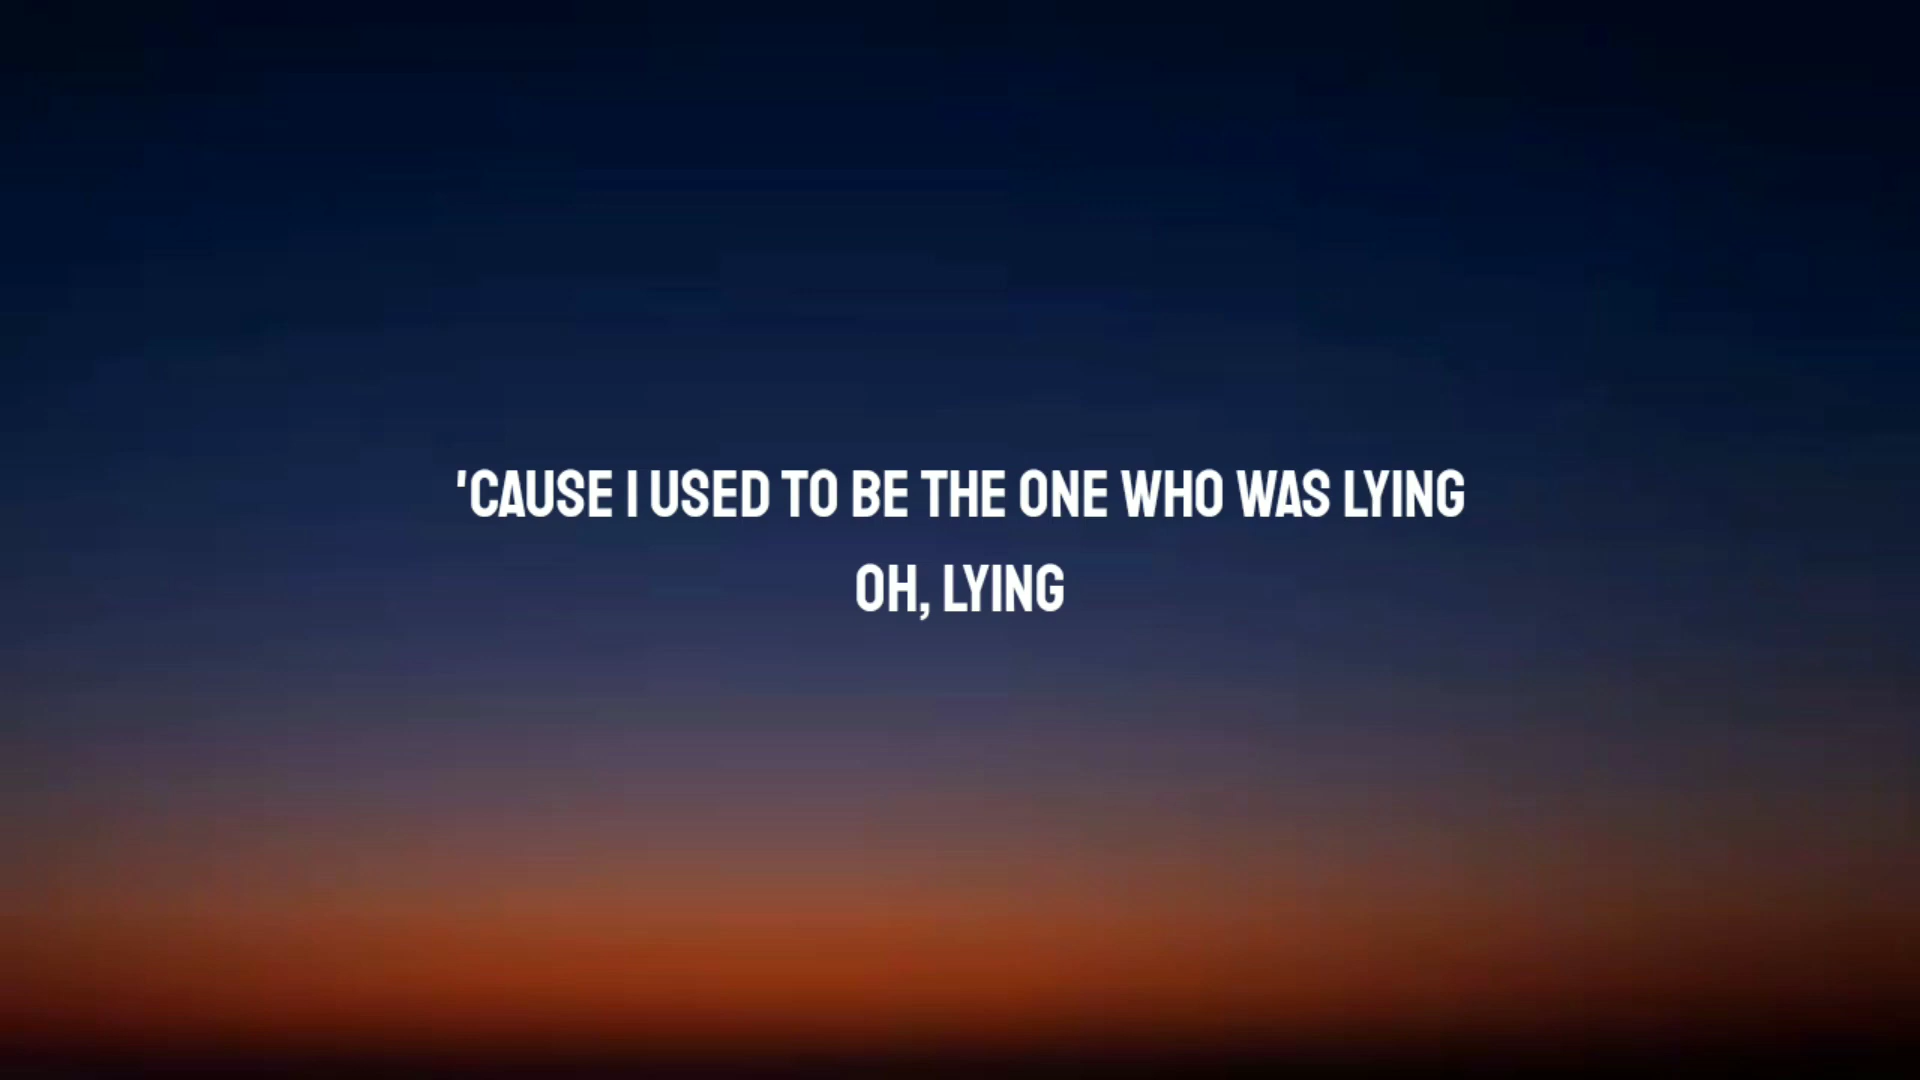 'CAUSE I USED TO BE THE ONE WHO WAS LYING
OH, LYING